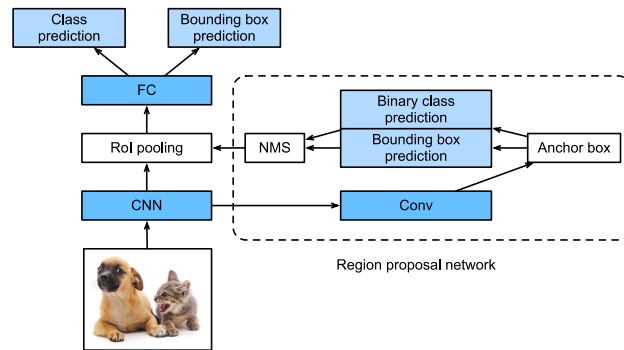 Class
prediction
Bounding box
prediction
FC
Binary class
prediction
RoI pooling
NMS
Bounding box
prediction
Anchor box
CNN
Conv
Region proposal network